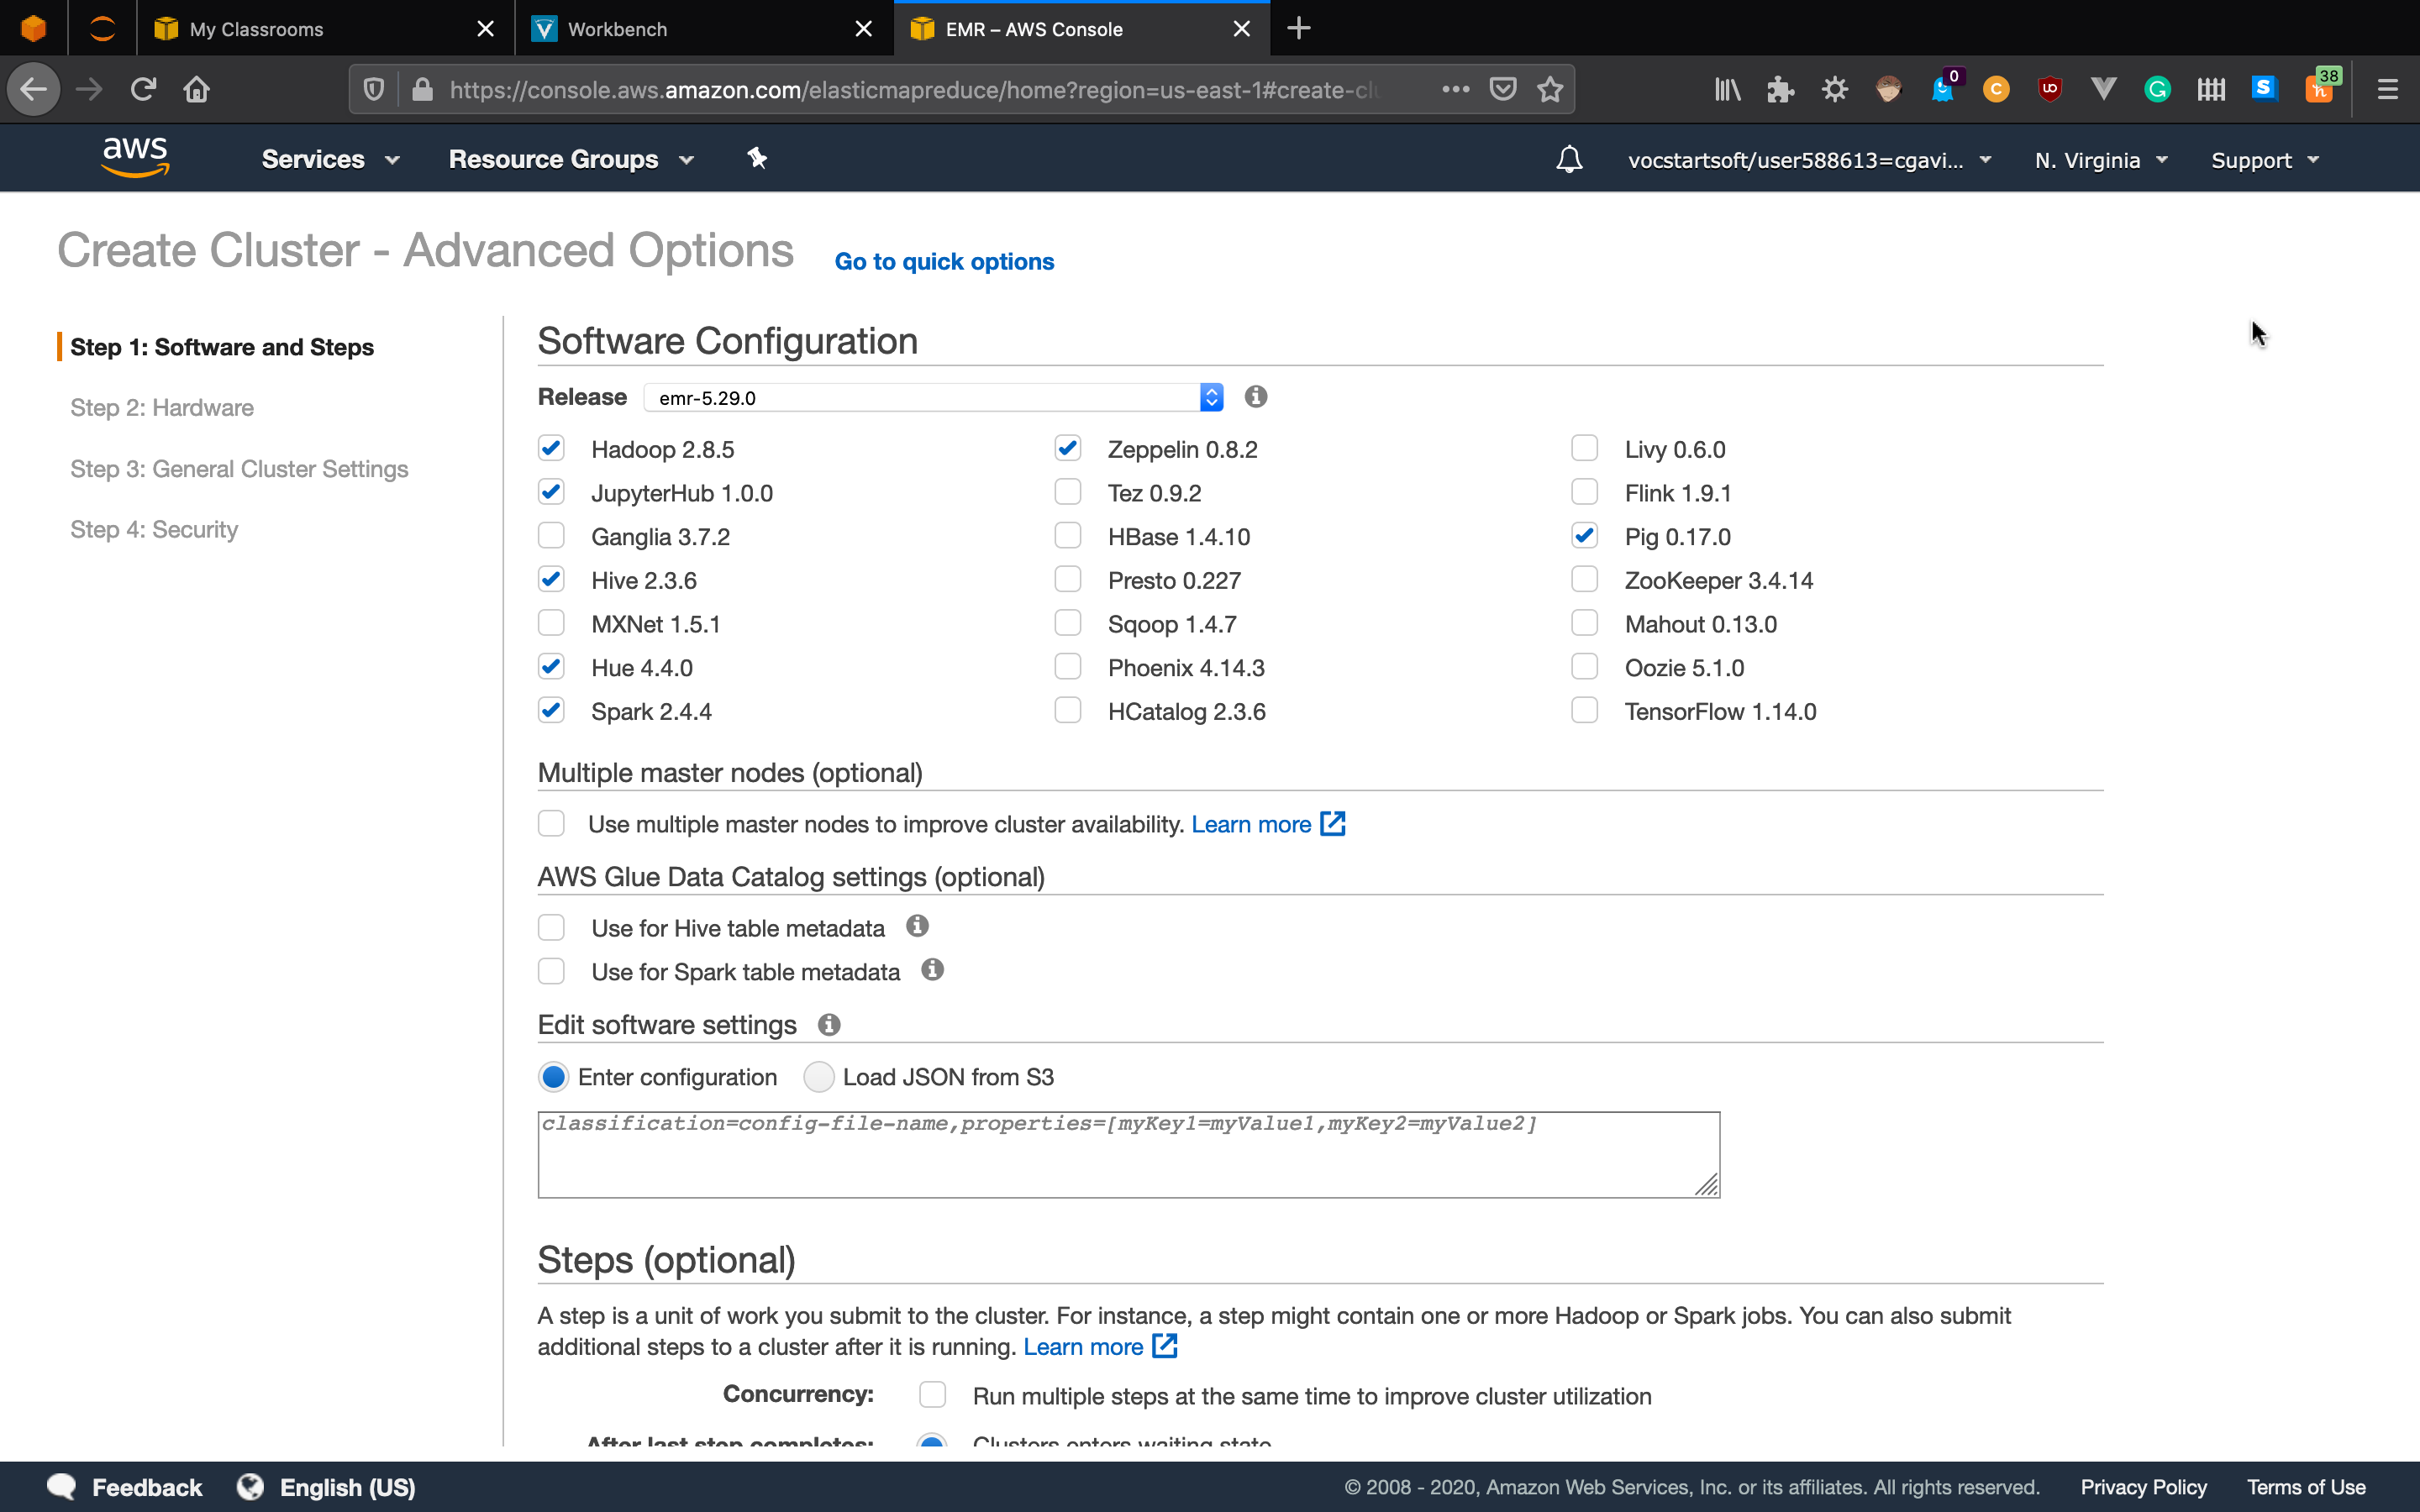 My Classrooms
Workbench
EMR – AWS Console
https://console.aws.amazon.com/elasticmapreduce/home?region=us-east-1#create-cl
0
38
aws
Services
Resource Groups
vocstartsoft/user588613=cgavi...
N. Virginia
Support
Create Cluster - Advanced Options
Go to quick options
Step 1: Software and Steps
Step 2: Hardware
Step 3: General Cluster Settings
Step 4: Security
Software Configuration
Release emr-5.29.0
Hadoop 2.8.5 Zeppelin 0.8.2 Livy 0.6.0
JupyterHub 1.0.0 Tez 0.9.2 Flink 1.9.1
Ganglia 3.7.2 HBase 1.4.10 Pig 0.17.0
Hive 2.3.6 Presto 0.227 ZooKeeper 3.4.14
MXNet 1.5.1 Sqoop 1.4.7 Mahout 0.13.0
Hue 4.4.0 Phoenix 4.14.3 Oozie 5.1.0
Spark 2.4.4 HCatalog 2.3.6 TensorFlow 1.14.0
Multiple master nodes (optional)
Use multiple master nodes to improve cluster availability. Learn more
AWS Glue Data Catalog settings (optional)
Use for Hive table metadata
Use for Spark table metadata
Edit software settings
Enter configuration Load JSON from S3
classification=config-file-name,properties=[myKey1=myValue1,myKey2=myValue2]
Steps (optional)
A step is a unit of work you submit to the cluster. For instance, a step might contain one or more Hadoop or Spark jobs. You can also submit
additional steps to a cluster after it is running. Learn more
Concurrency: Run multiple steps at the same time to improve cluster utilization
After last step completes: Clusters enters waiting state
Feedback
English (US)
© 2008 - 2020, Amazon Web Services, Inc. or its affiliates. All rights reserved.
Privacy Policy
Terms of Use